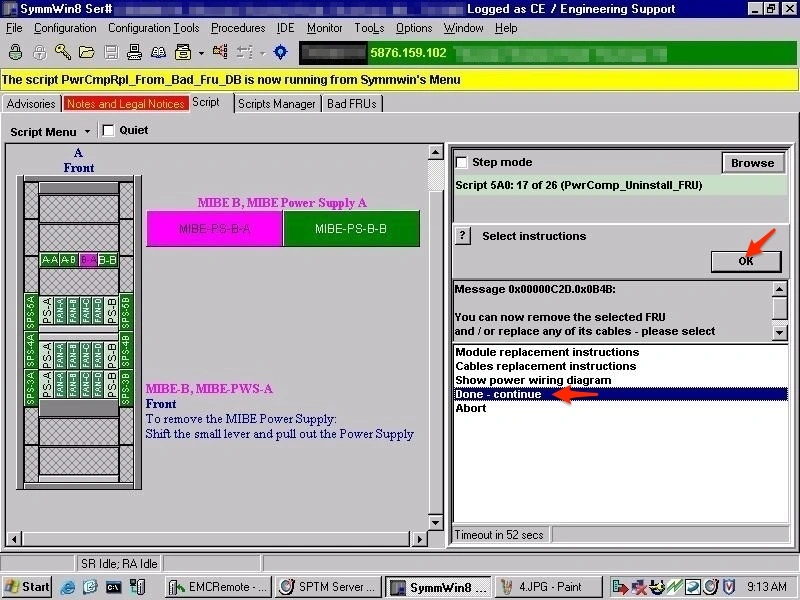 SymmWin8 Ser#
Logged as CE / Engineering Support
File Configuration Configuration Tools Procedures IDE Monitor Tools Options Window Help
5876.159.102
The script PwrCmpRpl_From_Bad_Fru_DB is now running from Symmwin's Menu
Advisories Notes and Legal Notices Script Scripts Manager Bad FRUs
Script Menu Quiet
A
Front
MIBE B, MIBE Power Supply A
MIBE-PS-B-A MIBE-PS-B-B
A-A A-B B-A B-B
SPS-5A PS-A FAN-A FAN-B FAN-C FAN-D PS-B SPS-5B
SPS-4A PS-A FAN-A FAN-B FAN-C FAN-D PS-B SPS-4B
SPS-3A PS-A FAN-A FAN-B FAN-C FAN-D PS-B SPS-3B
MIBE-B, MIBE-PWS-A
Front
To remove the MIBE Power Supply:
Shift the small lever and pull out the Power Supply
Step mode Browse
Script 5A0: 17 of 26 (PwrComp_Uninstall_FRU)
? Select instructions
OK
Message 0x00000C2D.0x0B4B:
You can now remove the selected FRU
and / or replace any of its cables - please select
Module replacement instructions
Cables replacement instructions
Show power wiring diagram
Done - continue
Abort
Timeout in 52 secs
SR Idle; RA Idle
Start EMCRemote - ... SPTM Server ... SymmWin8 ... 4.JPG - Paint 9:13 AM